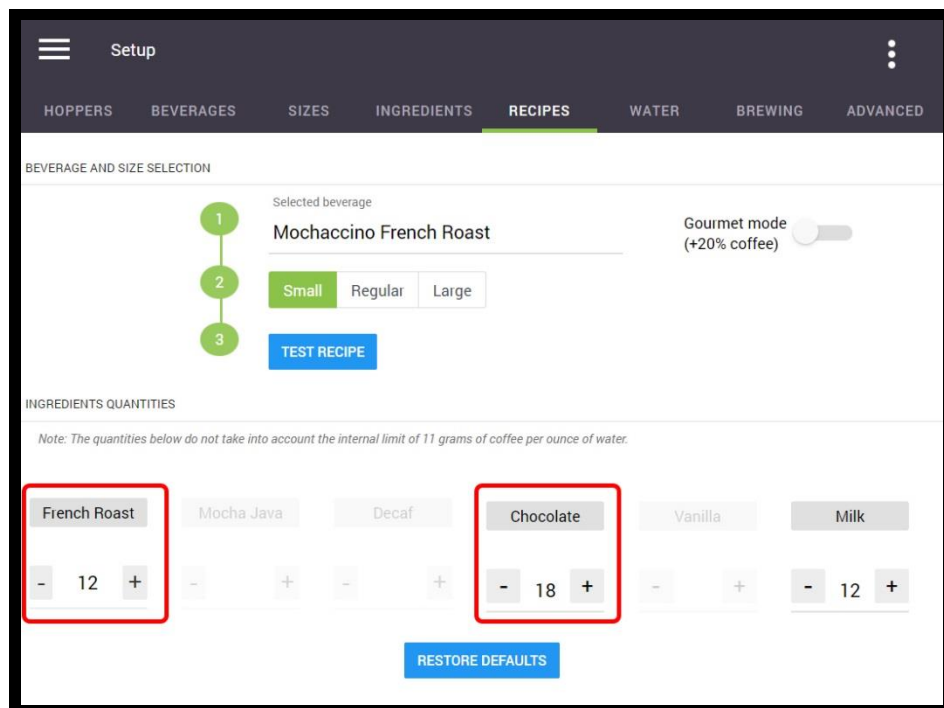 Setup
HOPPERS BEVERAGES SIZES INGREDIENTS RECIPES WATER BREWING ADVANCED
BEVERAGE AND SIZE SELECTION
Selected beverage
1 Mochaccino French Roast
Gourmet mode
(+20% coffee)
2 Small Regular Large
3 TEST RECIPE
INGREDIENTS QUANTITIES
Note: The quantities below do not take into account the internal limit of 11 grams of coffee per ounce of water.
French Roast Mocha Java Decaf Chocolate Vanilla Milk
- 12 + - + - + - 18 + - + - 12 +
RESTORE DEFAULTS